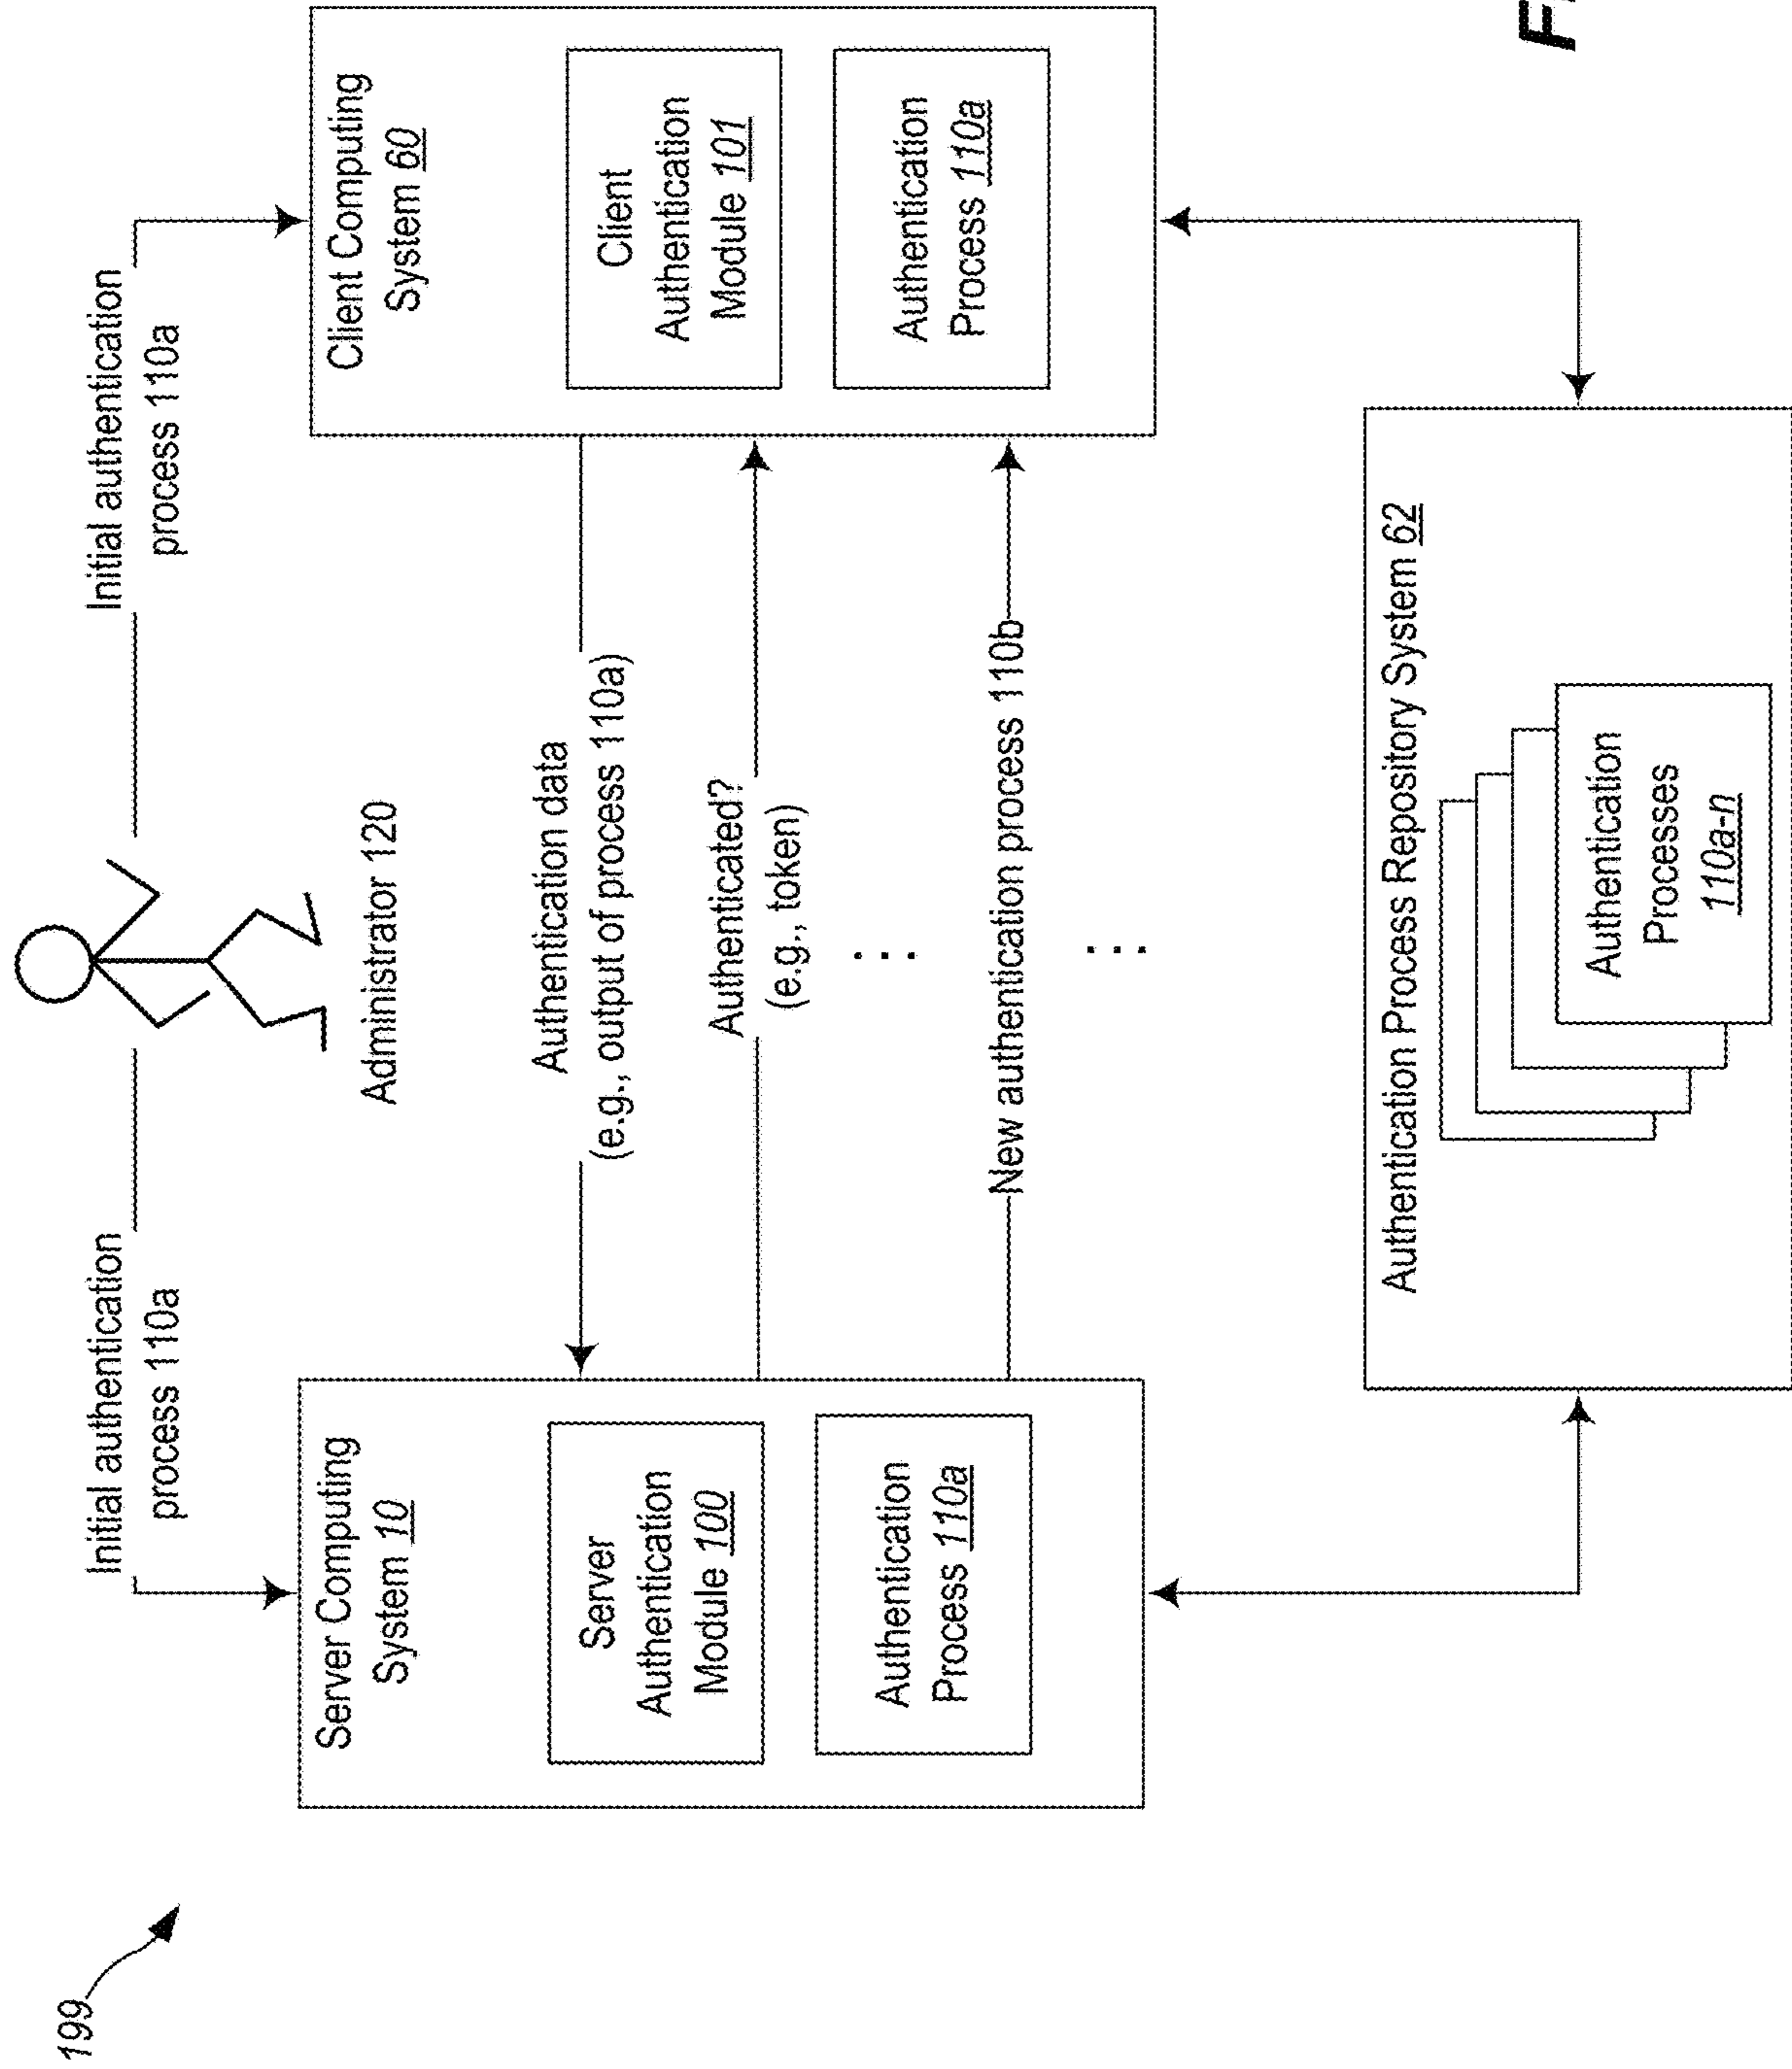 199
Initial authentication
process 110a
Initial authentication
process 110a
Administrator 120
Server Computing
System 10
Server
Authentication
Module 100
Authentication
Process 110a
Authentication data
(e.g., output of process 110a)
Authenticated?
(e.g., token)
...
New authentication process 110b
...
Client Computing
System 60
Client
Authentication
Module 101
Authentication
Process 110a
Authentication Process Repository System 62
Authentication
Processes
110a-n